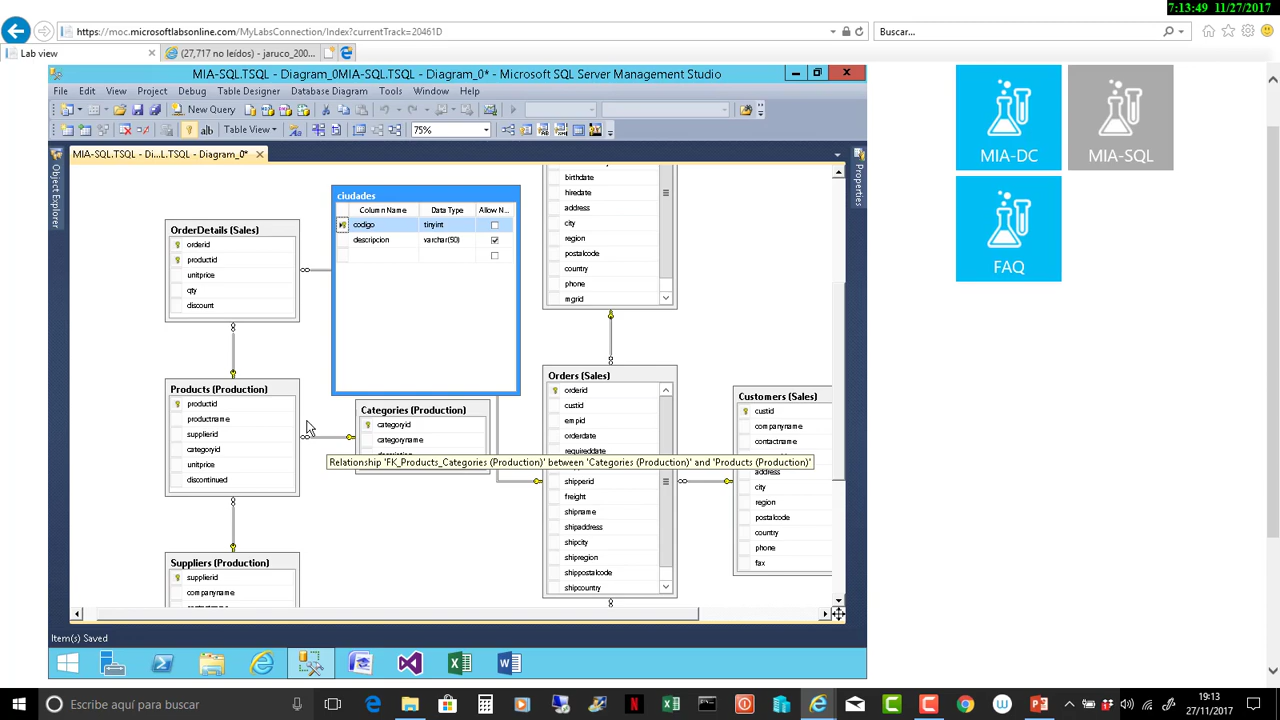 7:13:49 11/27/2017
https://moc.microsoftlabsonline.com/MyLabsConnection/Index?currentTrack=20461D
Buscar...
Lab view
(27,717 no leídos) - jaruco_200...
MIA-SQL.TSQL - Diagram_0MIA-SQL.TSQL - Diagram_0* - Microsoft SQL Server Management Studio
File Edit View Project Debug Table Designer Database Diagram Tools Window Help
New Query
Table View
75%
MIA-SQL.TSQL - Di...L.TSQL - Diagram_0*
Object Explorer
Properties
OrderDetails (Sales)
orderid
productid
unitprice
qty
discount
ciudades
Column Name Data Type Allow N...
codigo tinyint
descripcion varchar(50)
birthdate
hiredate
address
city
region
postalcode
country
phone
mgrid
Products (Production)
productid
productname
supplierid
categoryid
unitprice
discontinued
Categories (Production)
categoryid
categoryname
Relationship 'FK_Products_Categories (Production)' between 'Categories (Production)' and 'Products (Production)'
Orders (Sales)
orderid
custid
empid
orderdate
requireddate
shipperid
freight
shipname
shipaddress
shipcity
shipregion
shippostalcode
shipcountry
Customers (Sales)
custid
companyname
contactname
address
city
region
postalcode
country
phone
fax
Suppliers (Production)
supplierid
companyname
Item(s) Saved
MIA-DC
MIA-SQL
FAQ
Escribe aquí para buscar
19:13
27/11/2017